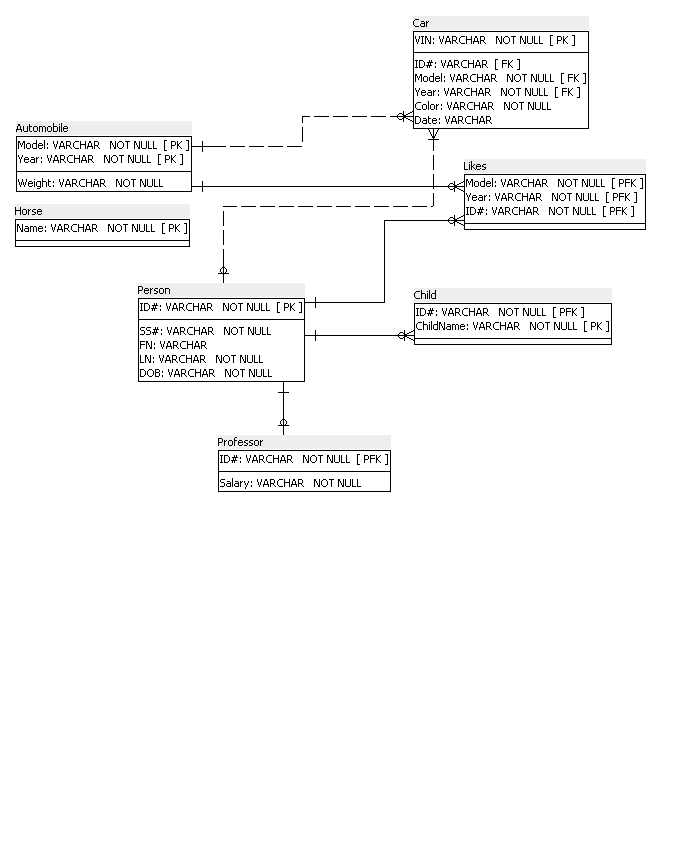 Car
VIN: VARCHAR NOT NULL [ PK ]
ID#: VARCHAR [ FK ]
Model: VARCHAR NOT NULL [ FK ]
Year: VARCHAR NOT NULL [ FK ]
Color: VARCHAR NOT NULL
Date: VARCHAR
Automobile
Model: VARCHAR NOT NULL [ PK ]
Year: VARCHAR NOT NULL [ PK ]
Weight: VARCHAR NOT NULL
Likes
Model: VARCHAR NOT NULL [ PFK ]
Year: VARCHAR NOT NULL [ PFK ]
ID#: VARCHAR NOT NULL [ PFK ]
Horse
Name: VARCHAR NOT NULL [ PK ]
Person
ID#: VARCHAR NOT NULL [ PK ]
SS#: VARCHAR NOT NULL
FN: VARCHAR
LN: VARCHAR NOT NULL
DOB: VARCHAR NOT NULL
Child
ID#: VARCHAR NOT NULL [ PFK ]
ChildName: VARCHAR NOT NULL [ PK ]
Professor
ID#: VARCHAR NOT NULL [ PFK ]
Salary: VARCHAR NOT NULL